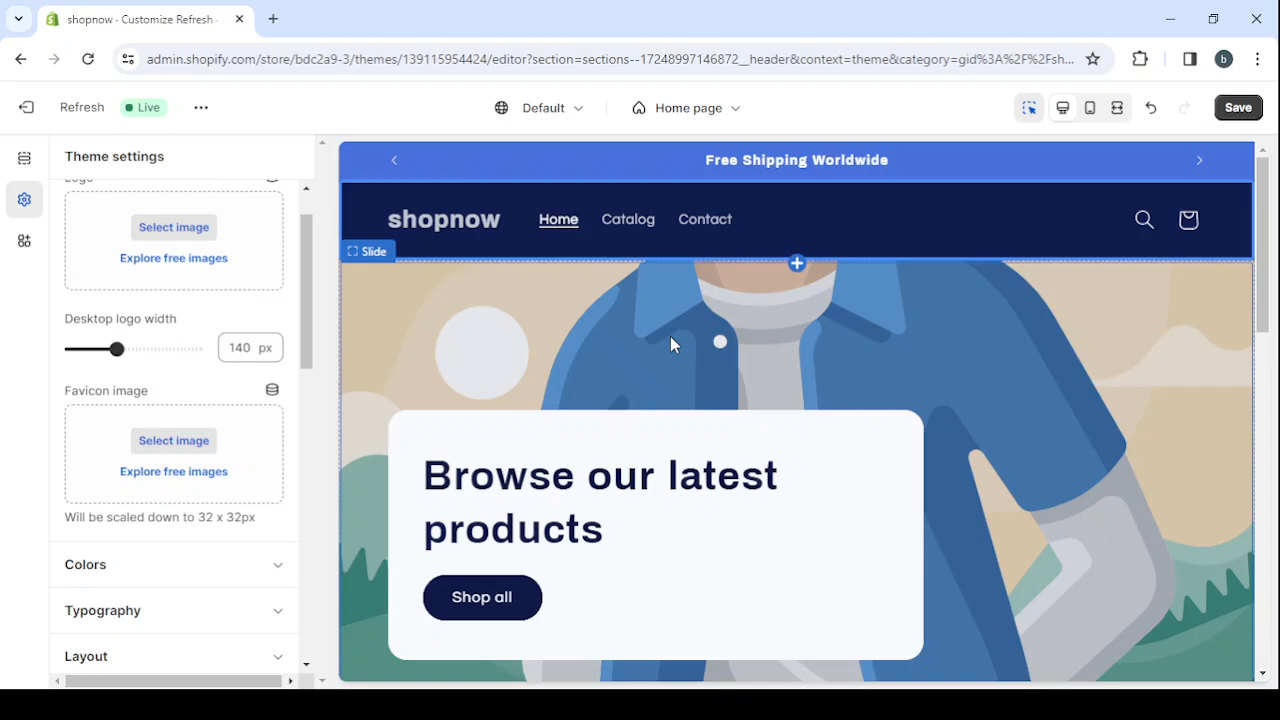 shopnow · Customize Refresh ·
admin.shopify.com/store/bdc2a9-3/themes/139115954424/editor?section=sections--17248997146872__header&context=theme&category=gid%3A%2F%2Fsh...
b
Refresh
Live
Default
Home page
Save
Theme settings
Logo
Select image
Explore free images
Desktop logo width
140 px
Favicon image
Select image
Explore free images
Will be scaled down to 32 x 32px
Colors
Typography
Layout
Free Shipping Worldwide
shopnow
Home
Catalog
Contact
Slide
Browse our latest
products
Shop all